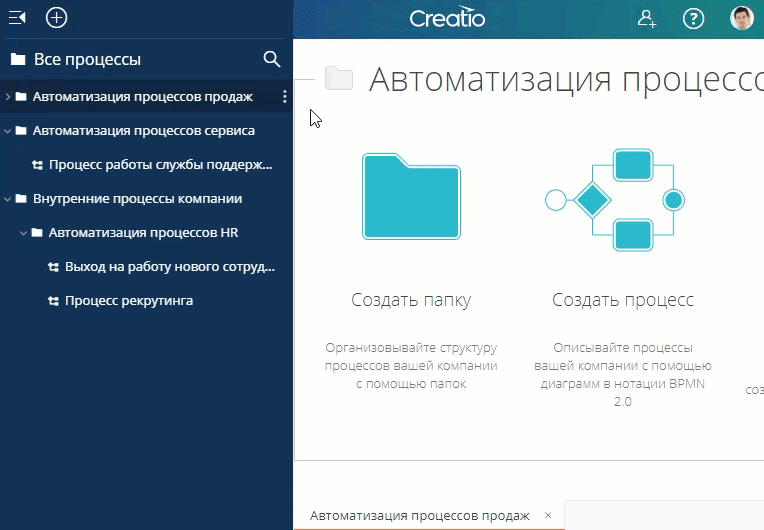 Creatio
Все процессы
Автоматизация процессов продаж
Автоматизация процессов сервиса
Процесс работы службы поддерж...
Внутренние процессы компании
Автоматизация процессов HR
Выход на работу нового сотруд...
Процесс рекрутинга
Автоматизация процессо
Создать папку
Организовывайте структуру
процессов вашей компании
с помощью папок
Создать процесс
Описывайте процессы
вашей компании с помощью
диаграмм в нотации BPMN
2.0
соз
Автоматизация процессов продаж